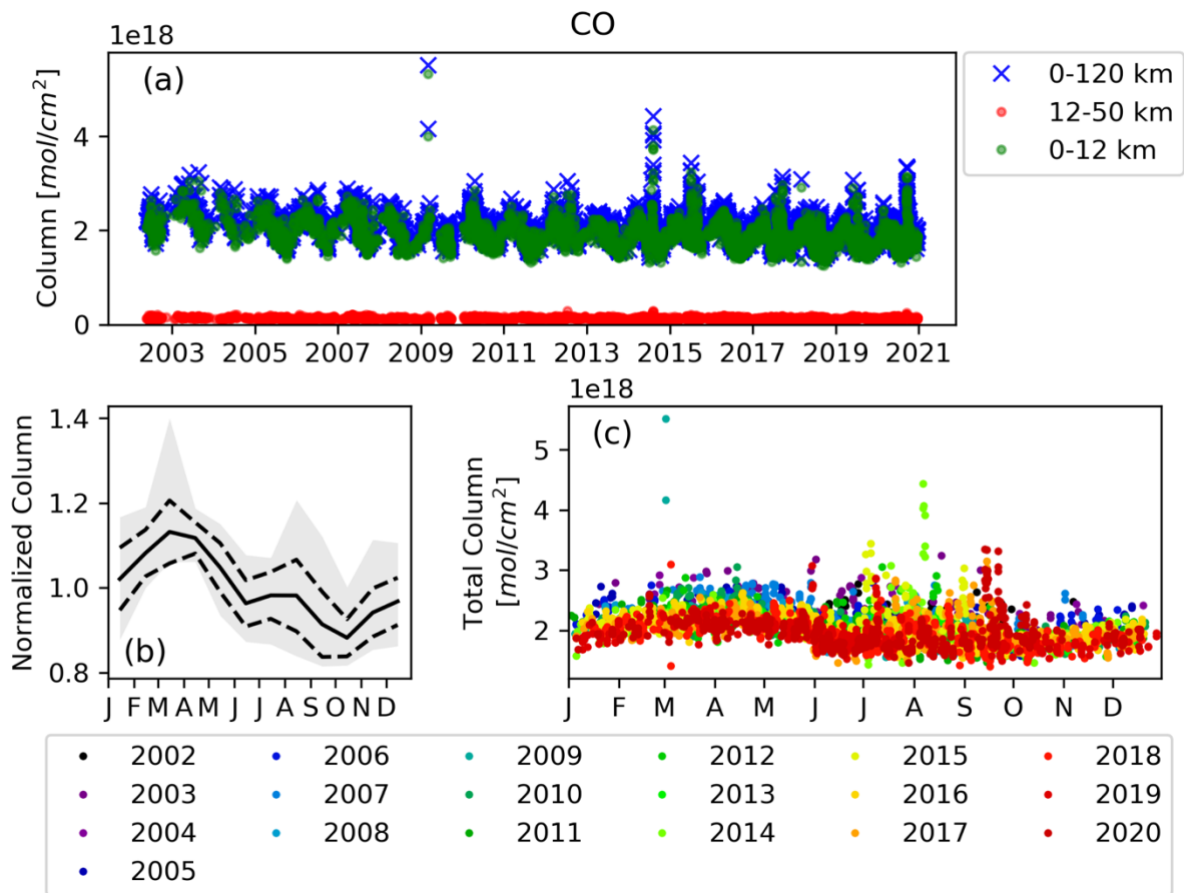 CO
1e18
(a)
Column [mol/cm²]
4
2
0
2003 2005 2007 2009 2011 2013 2015 2017 2019 2021
0-120 km
12-50 km
0-12 km
1.4
1.2
1.0
0.8
Normalized Column
(b)
J F M A M J J A S O N D
1e18
(c)
Total Column
[mol/cm²]
5
4
3
2
J F M A M J J A S O N D
2002 2006 2009 2012 2015 2018
2003 2007 2010 2013 2016 2019
2004 2008 2011 2014 2017 2020
2005